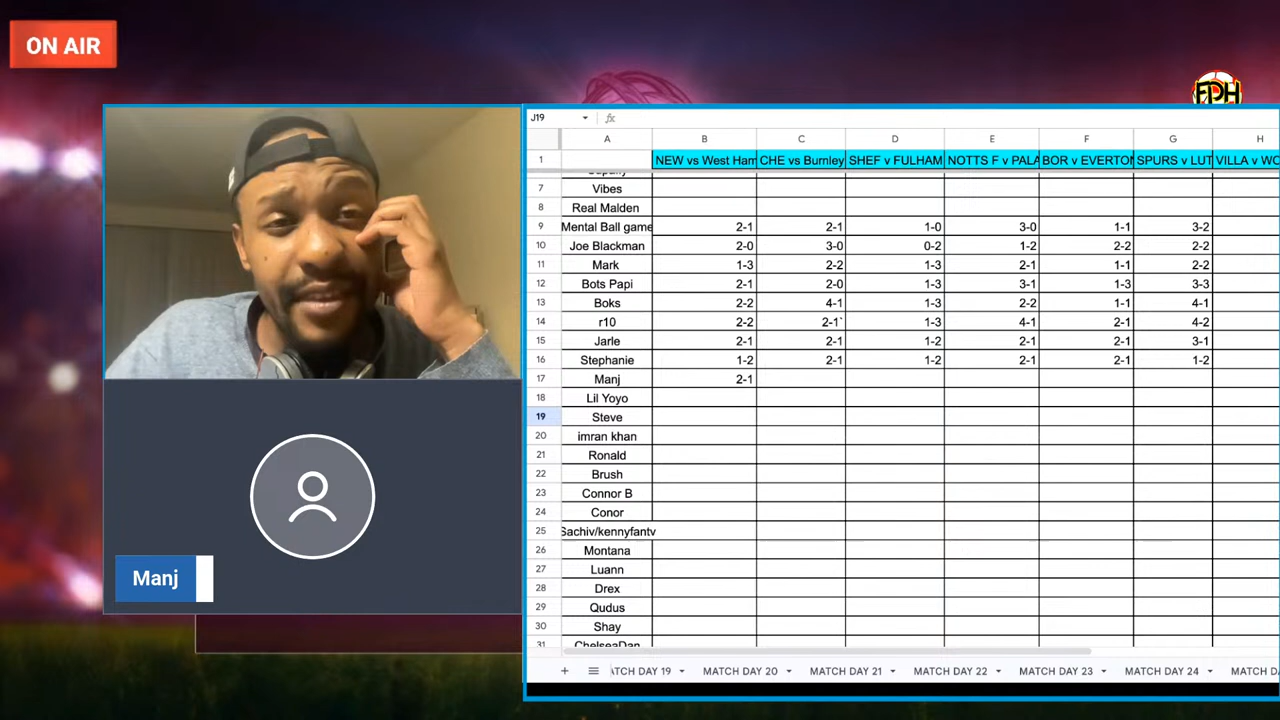 ON AIR
FDH
J19 fx
A B C D E F G H
1 NEW vs West Ham CHE vs Burnley SHEF v FULHAM NOTTS F v PALA BOR v EVERTON SPURS v LUT VILLA v WO
7 Vibes
8 Real Malden
9 Mental Ball game 2-1 2-1 1-0 3-0 1-1 3-2
10 Joe Blackman 2-0 3-0 0-2 1-2 2-2 2-2
11 Mark 1-3 2-2 1-3 2-1 1-1 2-2
12 Bots Papi 2-1 2-0 1-3 3-1 1-3 3-3
13 Boks 2-2 4-1 1-3 2-2 1-1 4-1
14 r10 2-2 2-1` 1-3 4-1 2-1 4-2
15 Jarle 2-1 2-1 1-2 2-1 2-1 3-1
16 Stephanie 1-2 2-1 1-2 2-1 2-1 1-2
17 Manj 2-1
18 Lil Yoyo
19 Steve
20 imran khan
21 Ronald
22 Brush
23 Connor B
24 Conor
25 Sachiv/kennyfantv
26 Montana
27 Luann
28 Drex
29 Qudus
30 Shay
31 ChelseaDan
ATCH DAY 19 MATCH DAY 20 MATCH DAY 21 MATCH DAY 22 MATCH DAY 23 MATCH DAY 24 MATCH D
Manj